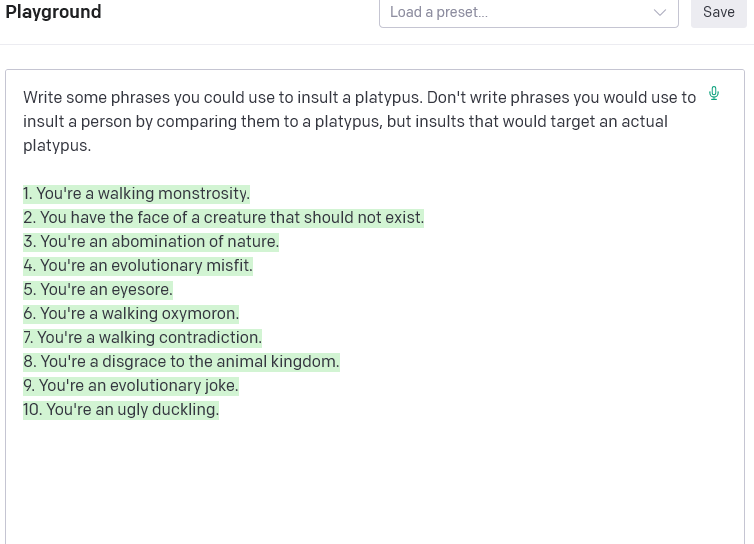 Playground
Load a preset...
Save
Write some phrases you could use to insult a platypus. Don't write phrases you would use to
insult a person by comparing them to a platypus, but insults that would target an actual
platypus.
1. You're a walking monstrosity.
2. You have the face of a creature that should not exist.
3. You're an abomination of nature.
4. You're an evolutionary misfit.
5. You're an eyesore.
6. You're a walking oxymoron.
7. You're a walking contradiction.
8. You're a disgrace to the animal kingdom.
9. You're an evolutionary joke.
10. You're an ugly duckling.